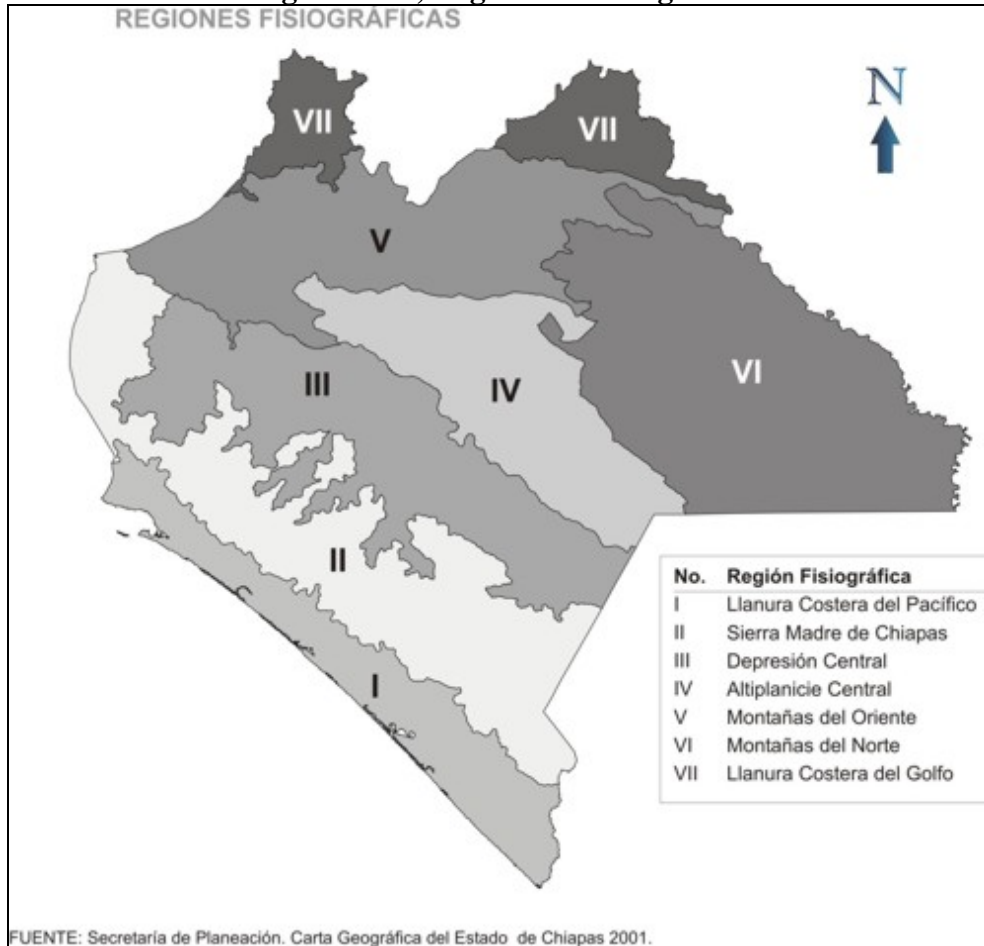 REGIONES FISIOGRÁFICAS
N
VII
VII
V
VI
III
IV
II
I
No. Región Fisiográfica
I Llanura Costera del Pacífico
II Sierra Madre de Chiapas
III Depresión Central
IV Altiplanicie Central
V Montañas del Oriente
VI Montañas del Norte
VII Llanura Costera del Golfo
FUENTE: Secretaría de Planeación. Carta Geográfica del Estado de Chiapas 2001.